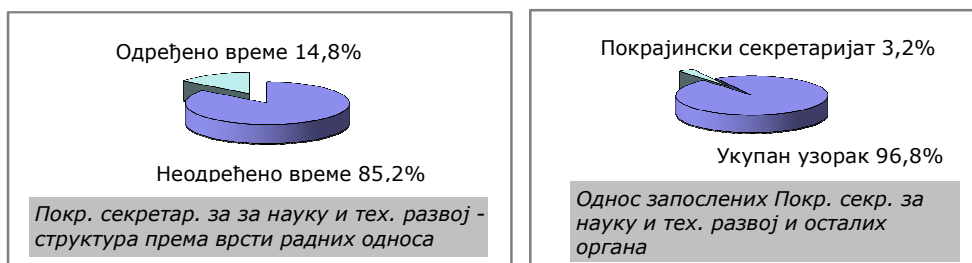 Одређено време 14,8%
Неодређено време 85,2%
Покр. секретар. за за науку и тех. развој -
структура према врсти радних односа
Покрајински секретаријат 3,2%
Укупан узорак 96,8%
Однос запослених Покр. секр. за
науку и тех. развој и осталих
органа